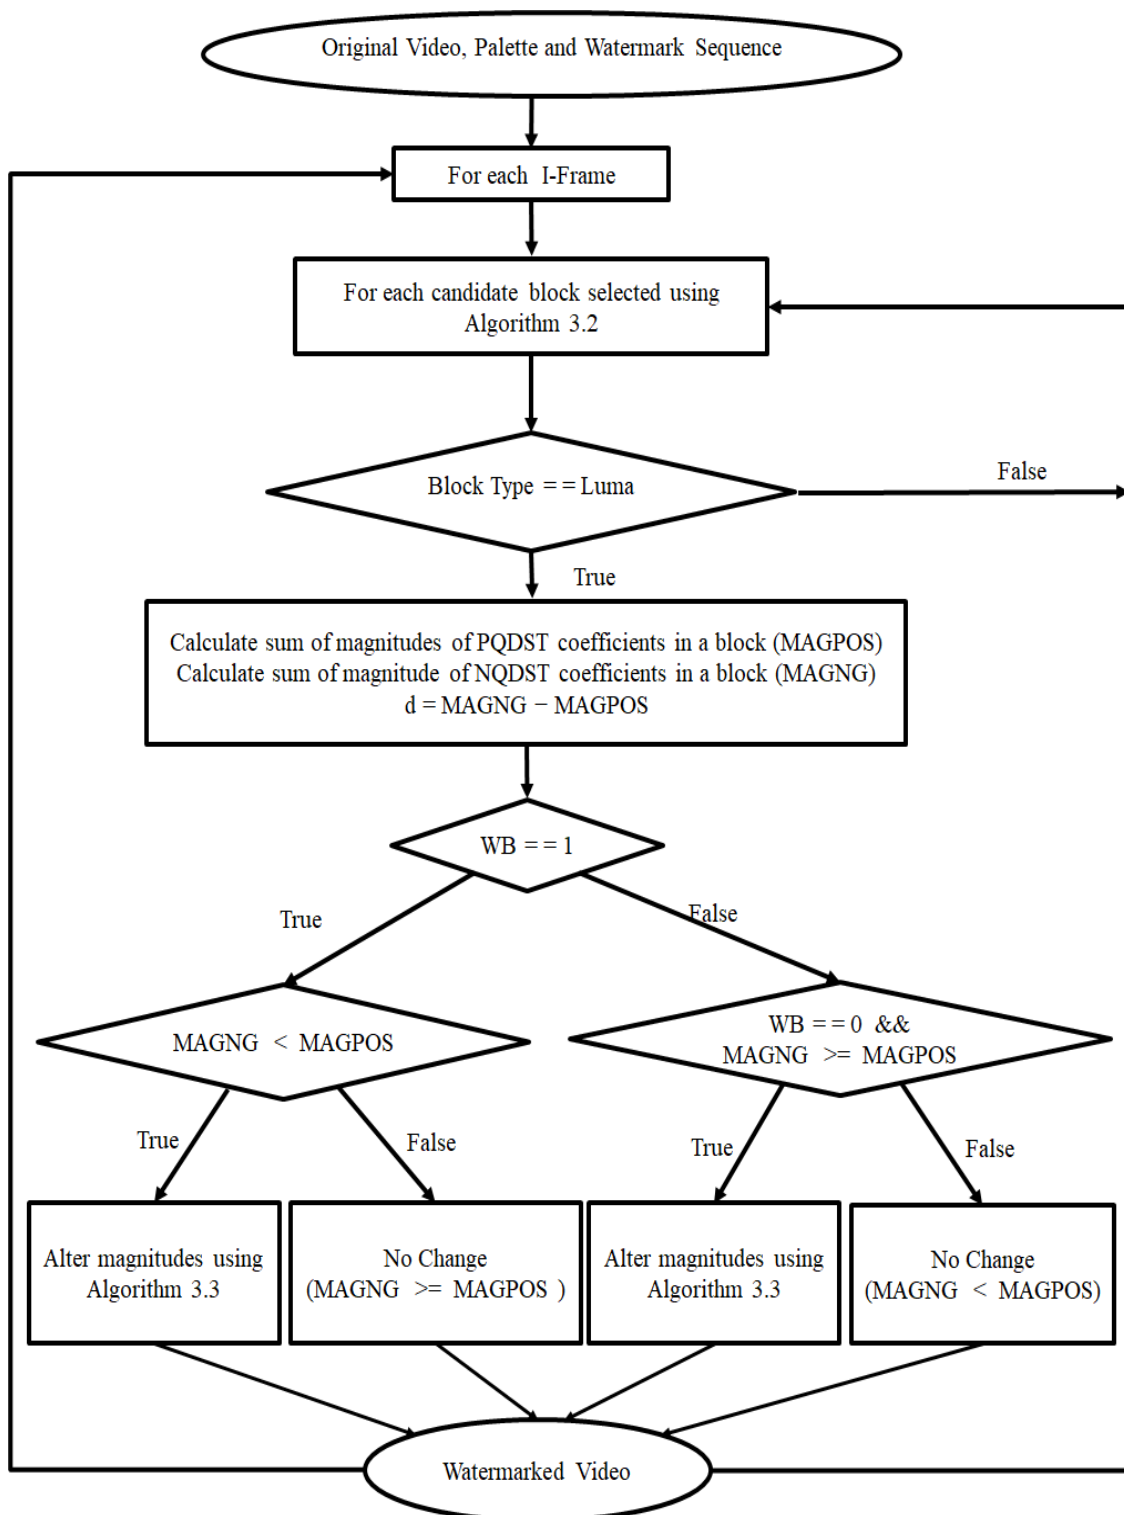 Original Video, Palette and Watermark Sequence
For each I-Frame
For each candidate block selected using
Algorithm 3.2
Block Type = = Luma
False
True
Calculate sum of magnitudes of PQDST coefficients in a block (MAGPOS)
Calculate sum of magnitude of NQDST coefficients in a block (MAGNG)
d = MAGNG − MAGPOS
WB = = 1
True
False
MAGNG < MAGPOS
WB = = 0 &&
MAGNG >= MAGPOS
True
False
True
False
Alter magnitudes using
Algorithm 3.3
No Change
(MAGNG >= MAGPOS )
Alter magnitudes using
Algorithm 3.3
No Change
(MAGNG < MAGPOS)
Watermarked Video